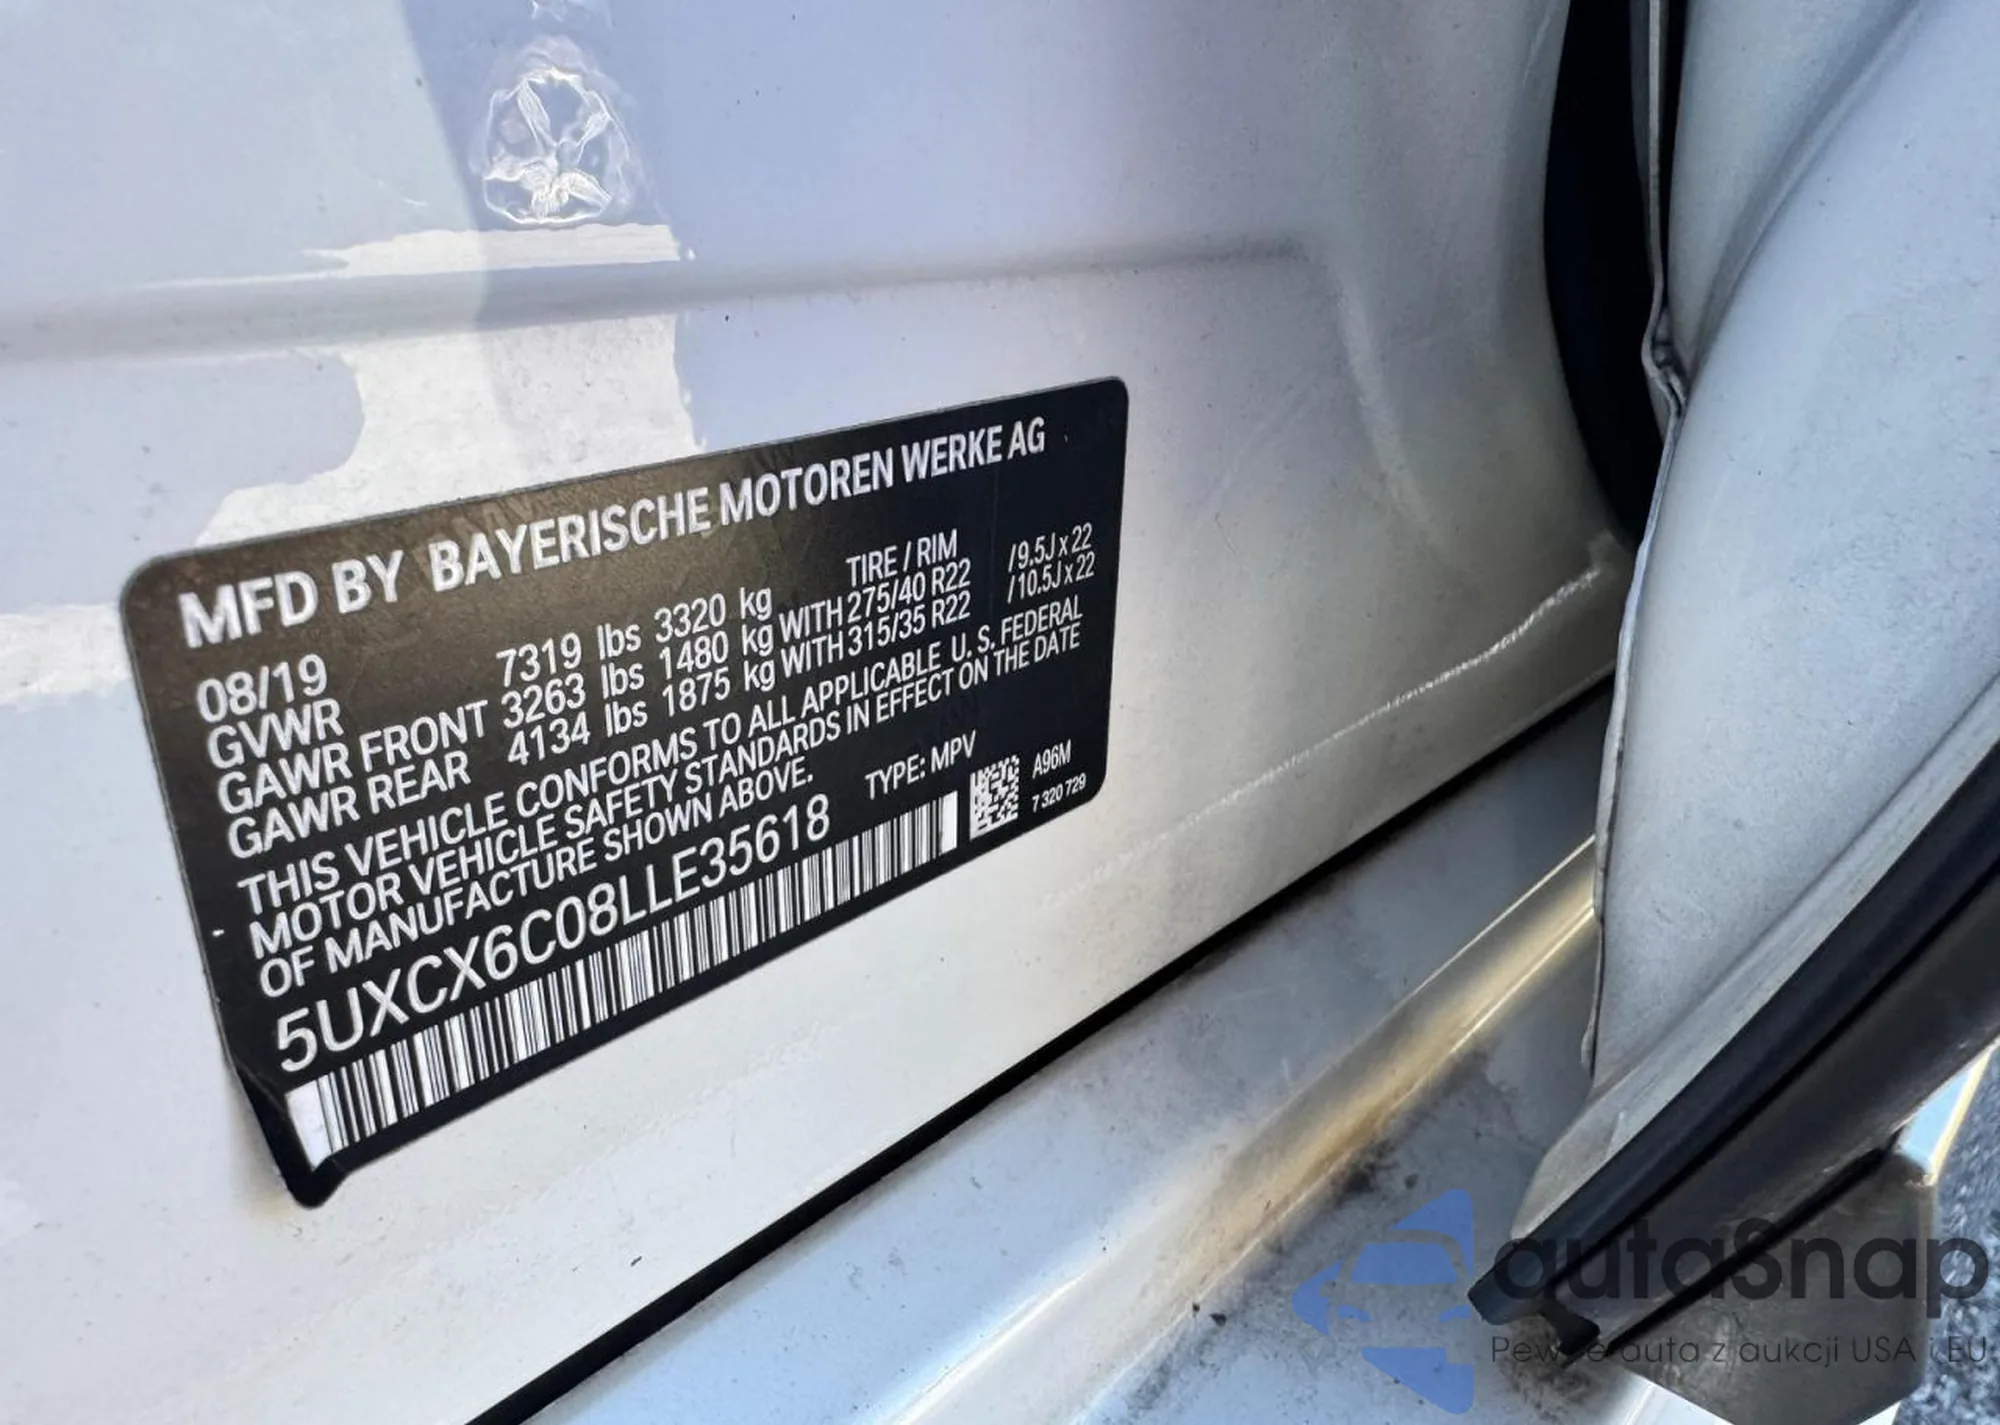 MFD BY BAYERISCHE MOTOREN WERKE AG
08/19 TIRE / RIM
GVWR 7319 lbs 3320 kg
GAWR FRONT 3263 lbs 1480 kg WITH 275/40 R22 /9.5J x 22
GAWR REAR 4134 lbs 1875 kg WITH 315/35 R22 /10.5J x 22
THIS VEHICLE CONFORMS TO ALL APPLICABLE U. S. FEDERAL
MOTOR VEHICLE SAFETY STANDARDS IN EFFECT ON THE DATE
OF MANUFACTURE SHOWN ABOVE. TYPE: MPV
5UXCX6C08LLE35618
A96M
7 320 729
autaSnap
Pewne auta z aukcji USA i EU